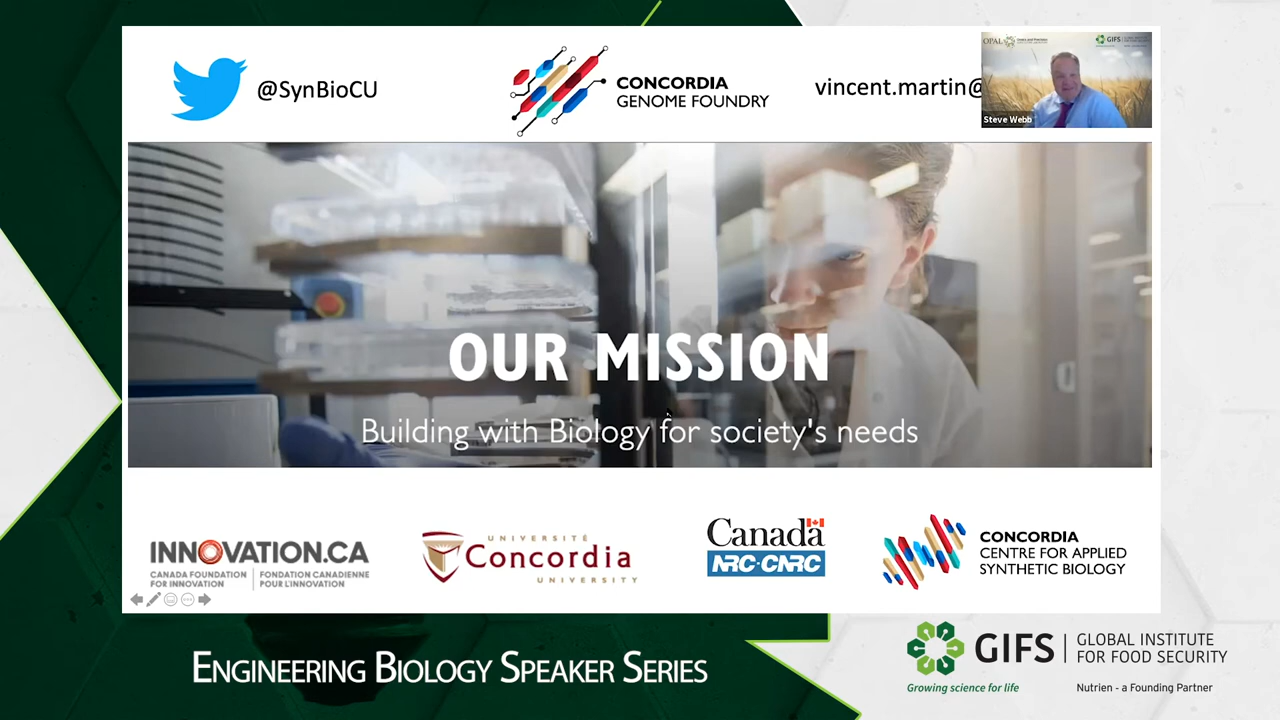 @SynBioCU
CONCORDIA
GENOME FOUNDRY
vincent.martin@
OPAL
GIFS
Steve Webb
OUR MISSION
Building with Biology for society's needs
INNOVATION.CA
CANADA FOUNDATION
FOR INNOVATION
FONDATION CANADIENNE
POUR L'INNOVATION
UNIVERSITÉ
Concordia
UNIVERSITY
Canada
NRC·CNRC
CONCORDIA
CENTRE FOR APPLIED
SYNTHETIC BIOLOGY
ENGINEERING BIOLOGY SPEAKER SERIES
GIFS
GLOBAL INSTITUTE
FOR FOOD SECURITY
Growing science for life
Nutrien - a Founding Partner